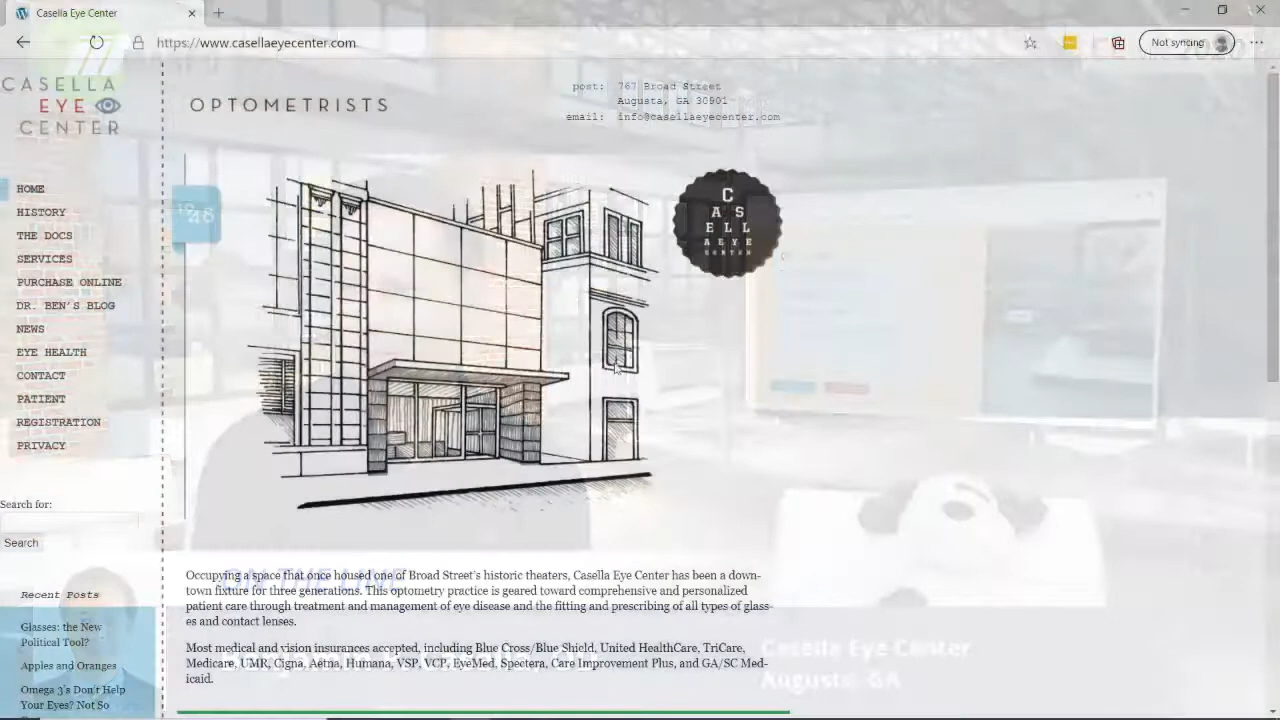 Casella Eye Center
https://www.casellaeyecenter.com
Not syncing
CASELLA
EYE
CENTER
OPTOMETRISTS
post: 767 Broad Street
Augusta, GA 30901
email: info@casellaeyecenter.com
HOME
HISTORY
THE DOCS
SERVICES
PURCHASE ONLINE
DR. BEN'S BLOG
NEWS
EYE HEALTH
CONTACT
PATIENT
REGISTRATION
PRIVACY
1946
C
A S
E L L
A E Y E
CENTER
Search for:
Search
Recent Posts
Glasses: the New
Political Tool?
Apples and Oranges
Omega 3's Don't Help
Your Eyes? Not So
Occupying a space that once housed one of Broad Street's historic theaters, Casella Eye Center has been a down-
town fixture for three generations. This optometry practice is geared toward comprehensive and personalized
patient care through treatment and management of eye disease and the fitting and prescribing of all types of glass-
es and contact lenses.
Most medical and vision insurances accepted, including Blue Cross/Blue Shield, United HealthCare, TriCare,
Medicare, UMR, Cigna, Aetna, Humana, VSP, VCP, EyeMed, Spectera, Care Improvement Plus, and GA/SC Med-
icaid.
ON THE LINE
Casella Eye Center
Augusta, GA